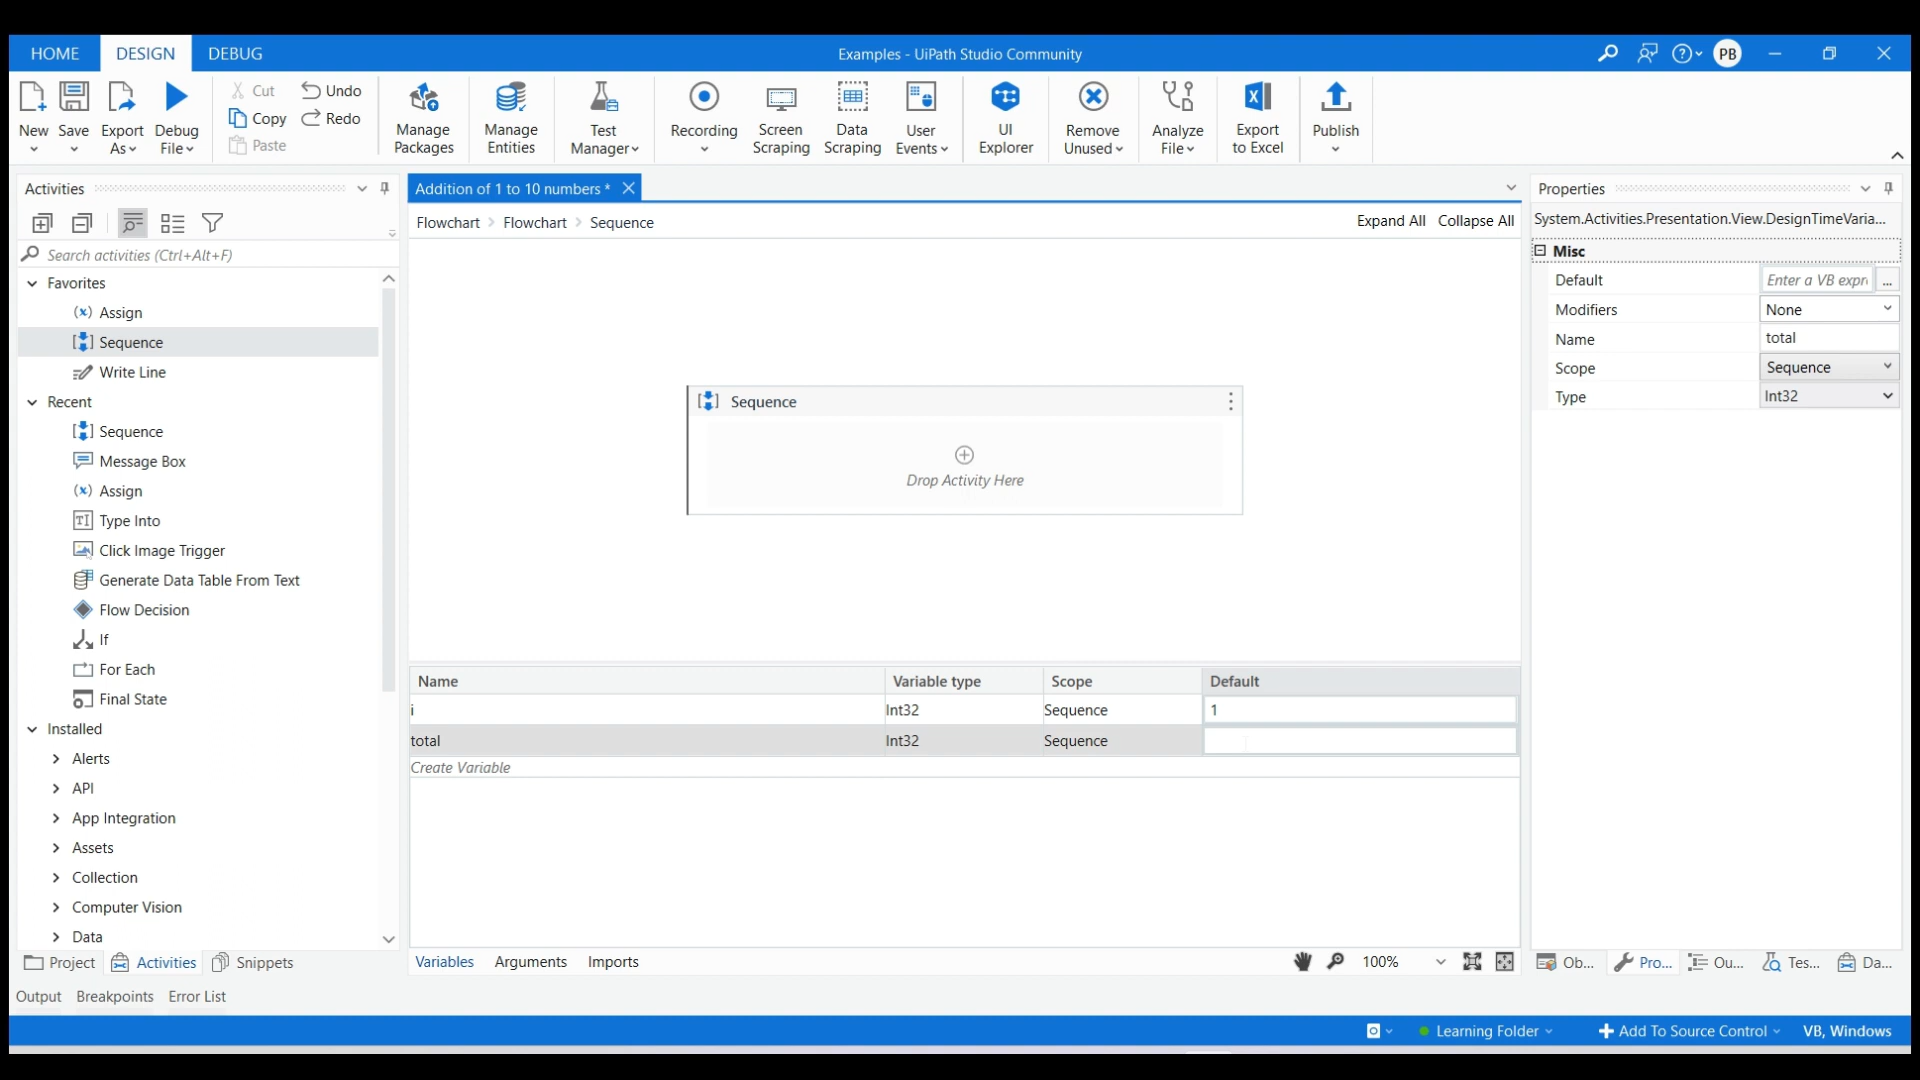 HOME DESIGN DEBUG Examples - UiPath Studio Community PB
New Save Export As Debug File Cut Copy Paste Undo Redo Manage Packages Manage Entities Test Manager Recording Screen Scraping Data Scraping User Events UI Explorer Remove Unused Analyze File Export to Excel Publish
Activities
Search activities (Ctrl+Alt+F)
Favorites
Assign
Sequence
Write Line
Recent
Sequence
Message Box
Assign
Type Into
Click Image Trigger
Generate Data Table From Text
Flow Decision
If
For Each
Final State
Installed
Alerts
API
App Integration
Assets
Collection
Computer Vision
Data
Project Activities Snippets
Addition of 1 to 10 numbers *
Flowchart > Flowchart > Sequence Expand All Collapse All
Sequence
Drop Activity Here
Name Variable type Scope Default
i Int32 Sequence 1
total Int32 Sequence
Create Variable
Variables Arguments Imports 100%
Properties
System.Activities.Presentation.View.DesignTimeVaria...
Misc
Default Enter a VB expr ...
Modifiers None
Name total
Scope Sequence
Type Int32
Ob... Pro... Ou... Tes... Da...
Output Breakpoints Error List
Learning Folder Add To Source Control VB, Windows